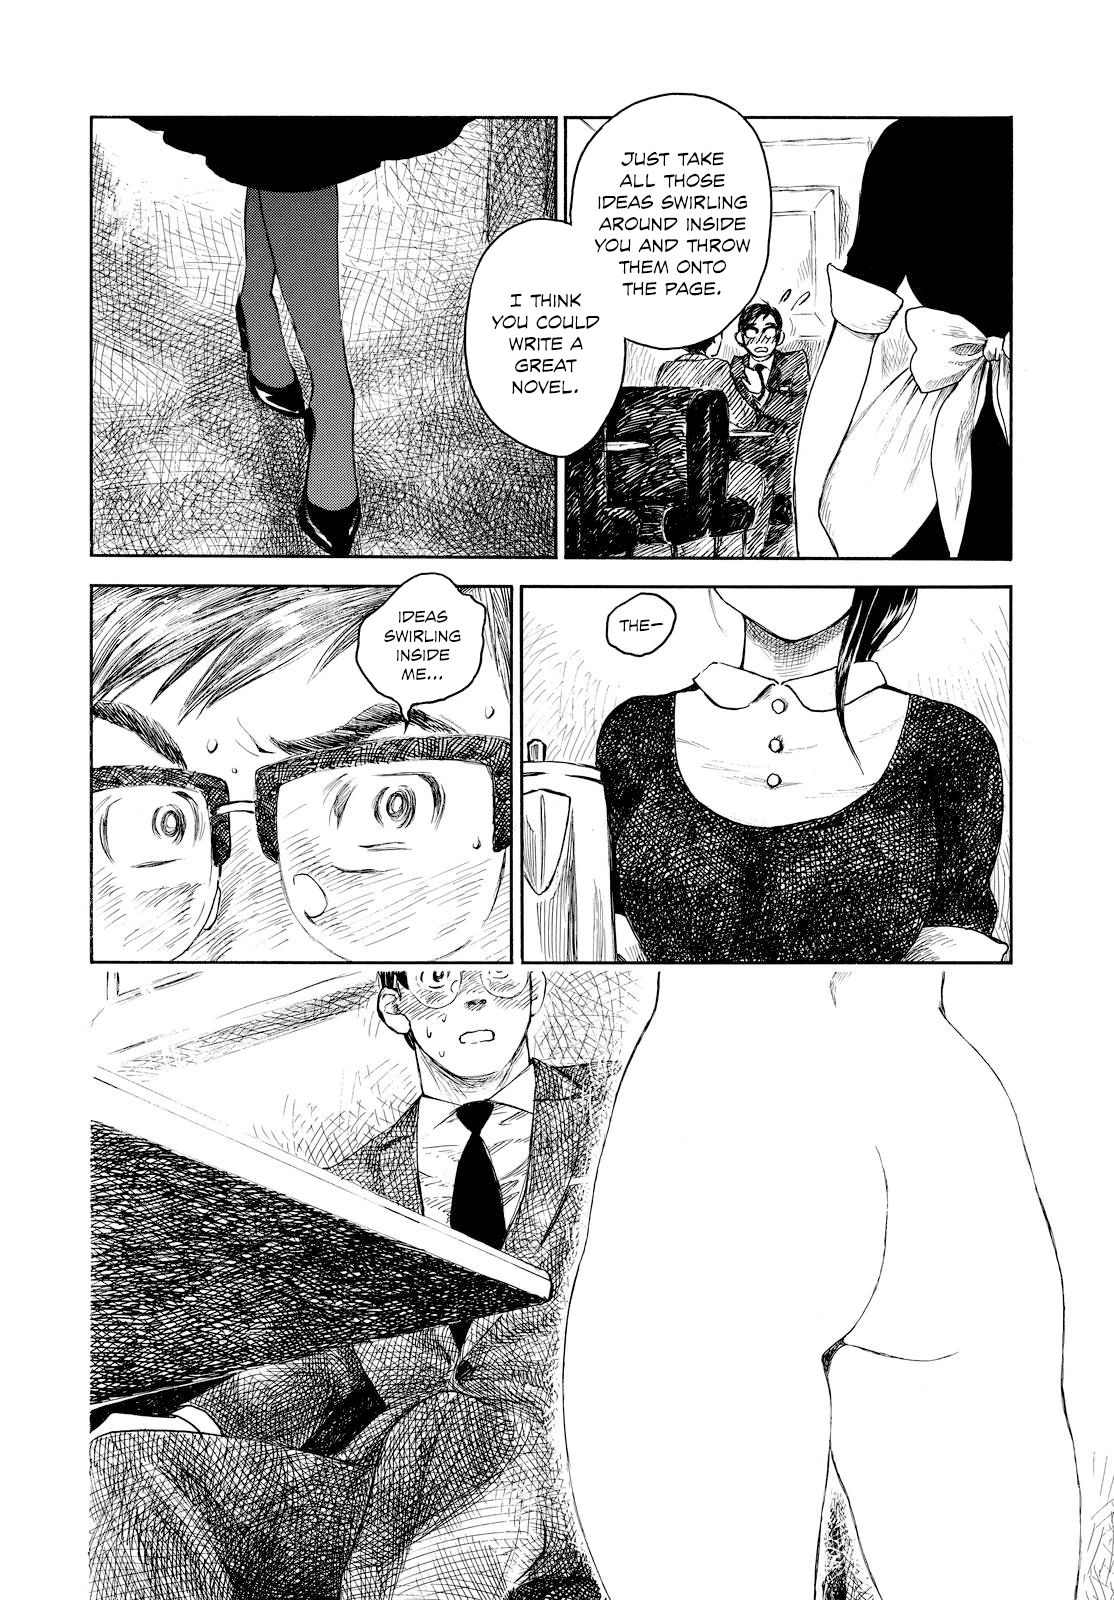 JUST TAKE
ALL THOSE
IDEAS SWIRLING
AROUND INSIDE
YOU AND THROW
THEM ONTO
THE PAGE.
I THINK
YOU COULD
WRITE A
GREAT
NOVEL.
THE—
IDEAS
SWIRLING
INSIDE
ME...